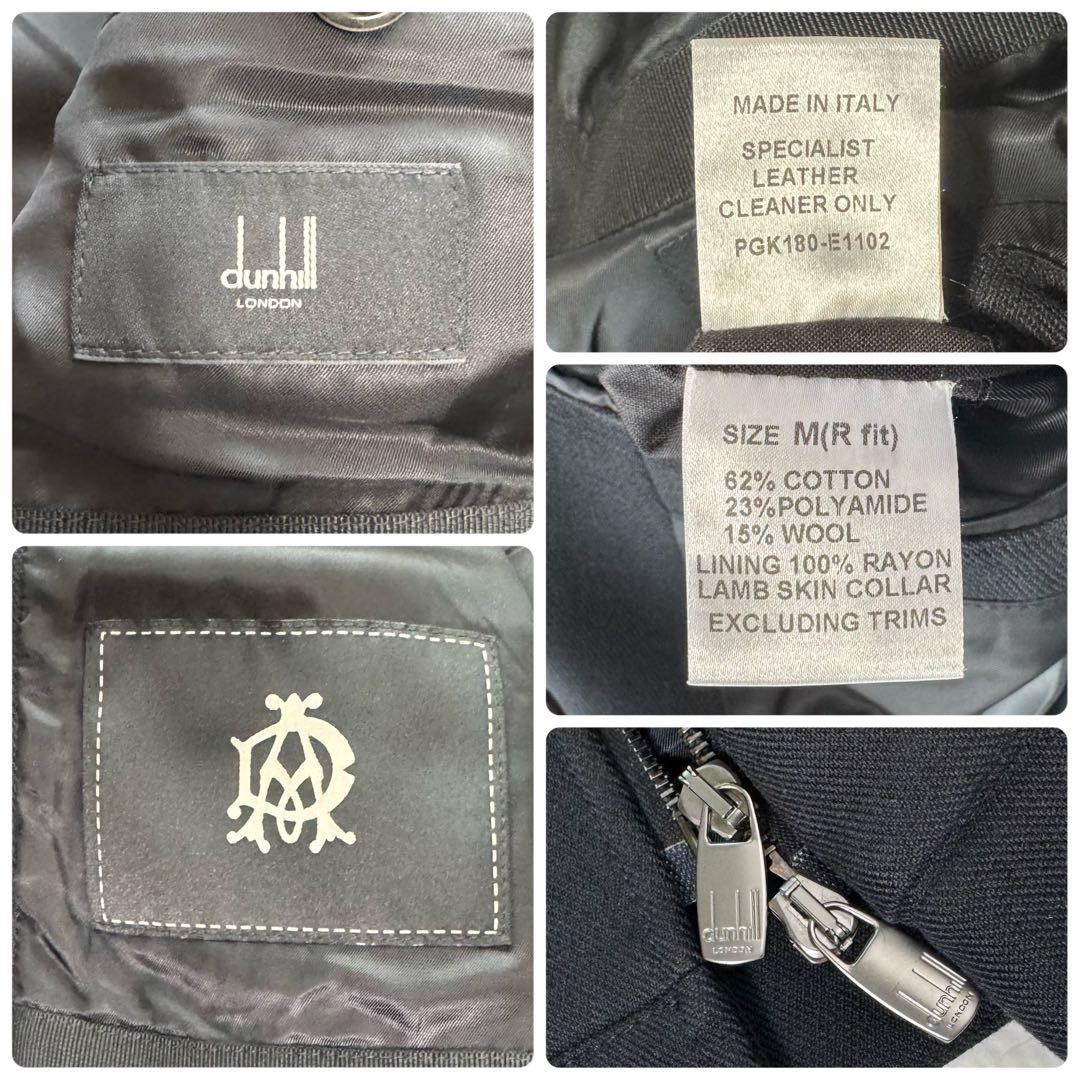 dunhill
LONDON
MADE IN ITALY
SPECIALIST
LEATHER
CLEANER ONLY
PGK180-E1102
SIZE M(R fit)
62% COTTON
23%POLYAMIDE
15% WOOL
LINING 100% RAYON
LAMB SKIN COLLAR
EXCLUDING TRIMS
AD
dunhill
LONDON
dunhill
LONDON